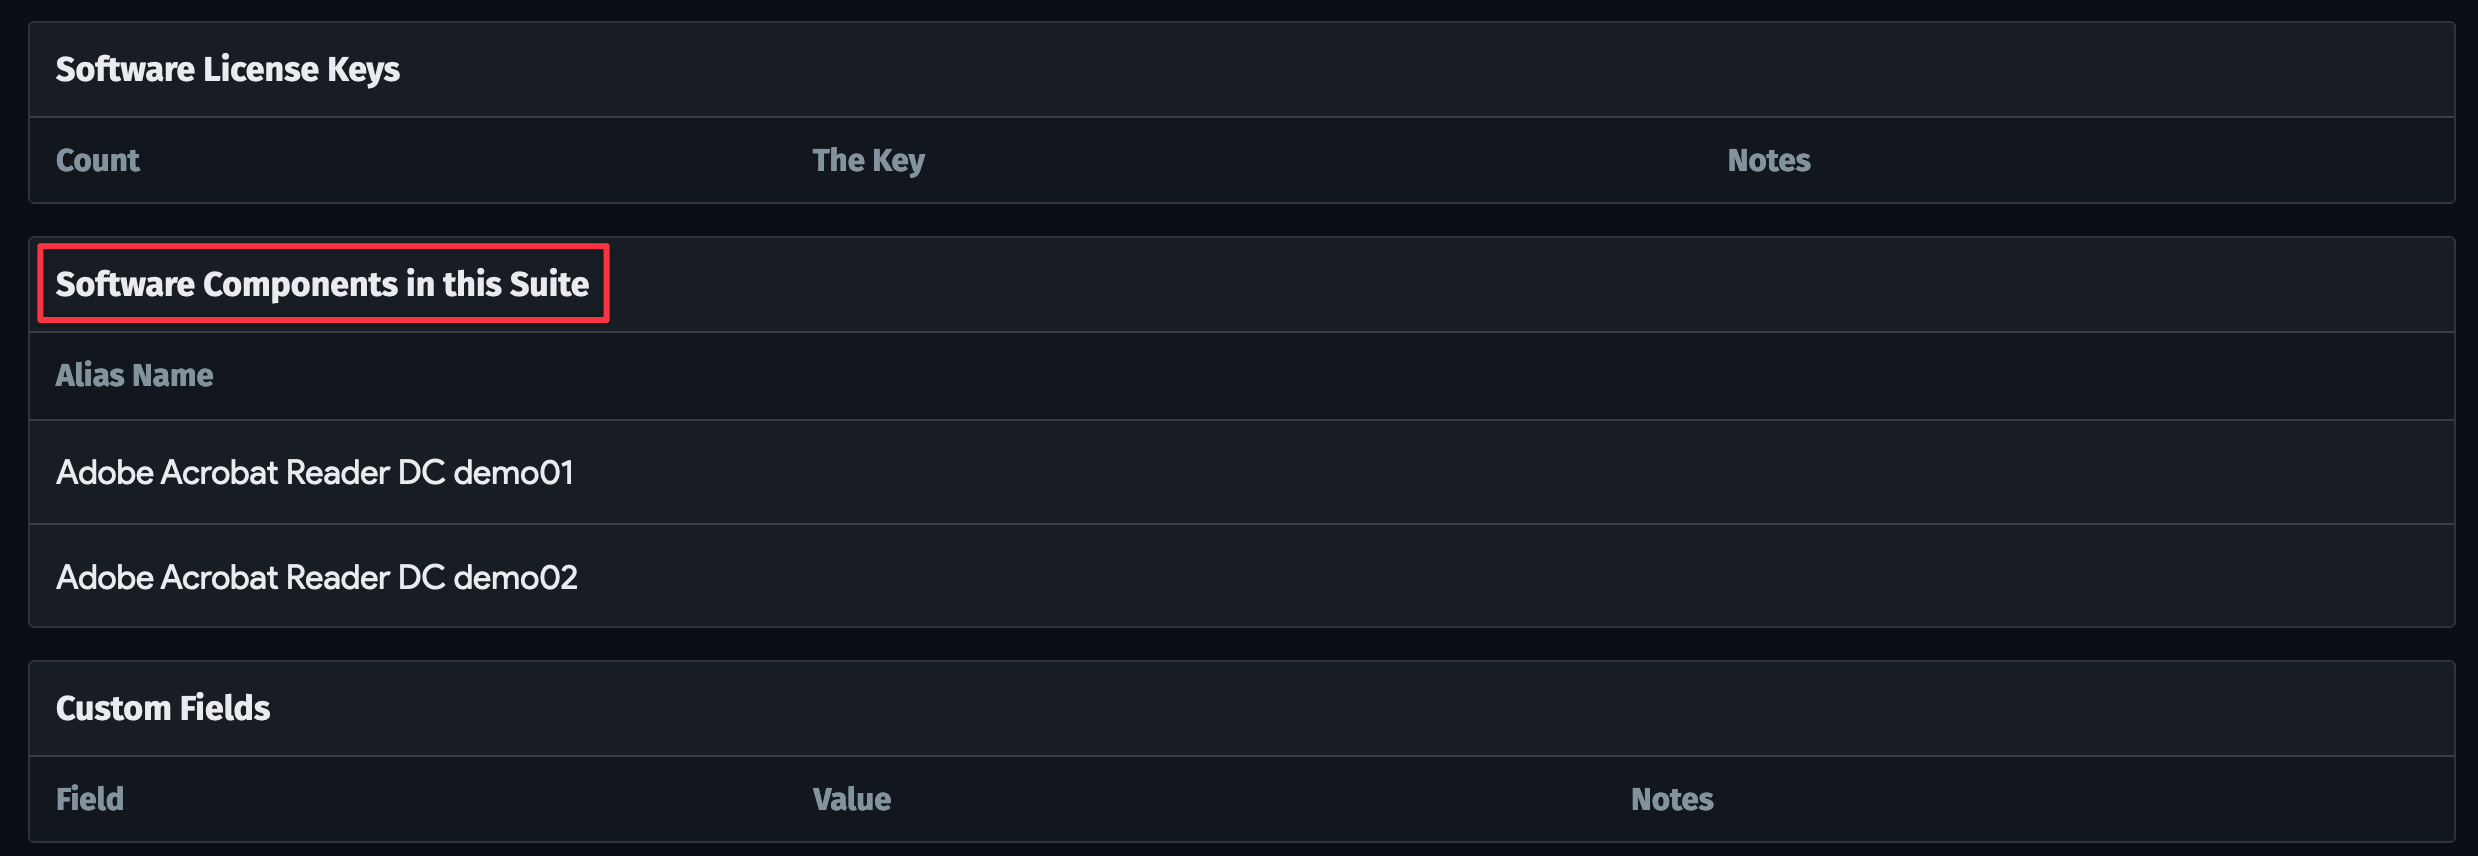 Software License Keys
Count The Key Notes
Software Components in this Suite
Alias Name
Adobe Acrobat Reader DC demo01
Adobe Acrobat Reader DC demo02
Custom Fields
Field Value Notes